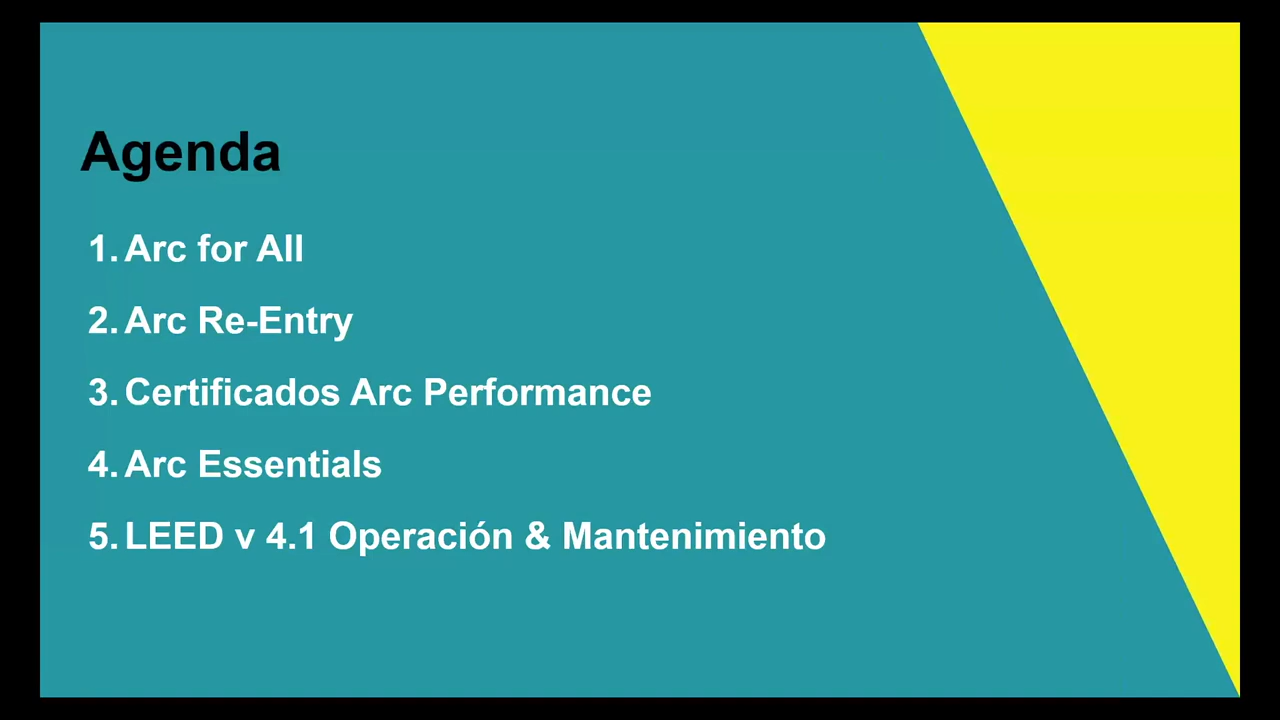 Agenda
1. Arc for All
2. Arc Re-Entry
3. Certificados Arc Performance
4. Arc Essentials
5. LEED v 4.1 Operación & Mantenimiento